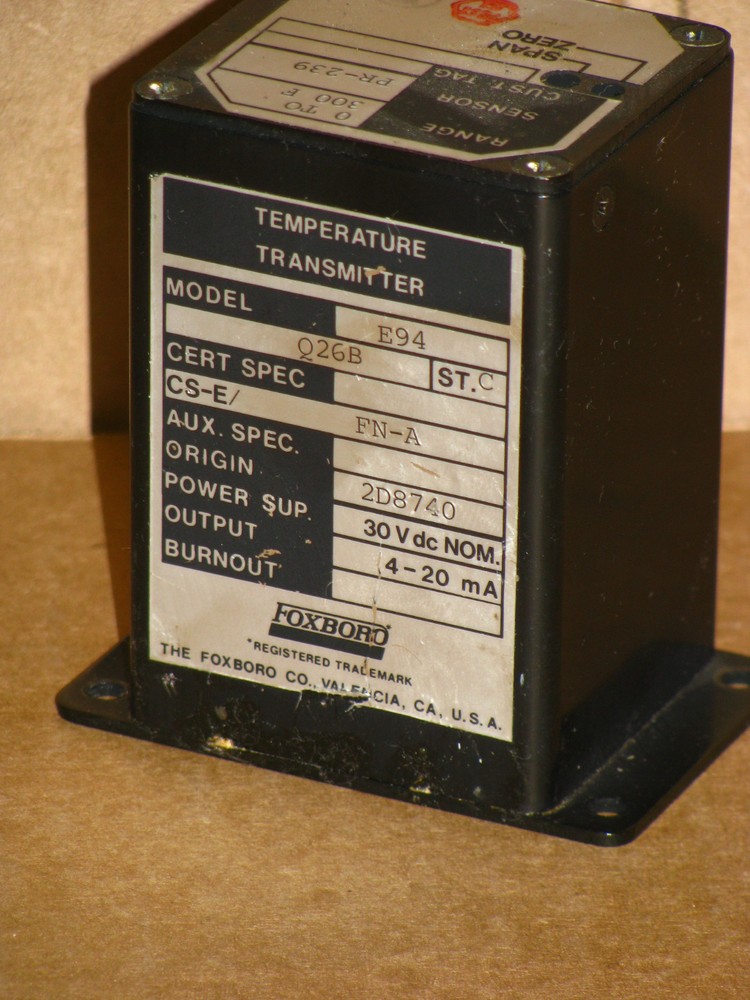 SPAN
ZERO
CUST. TAG
SENSOR PR-239
RANGE 0 TO
300 F
TEMPERATURE
TRANSMITTER
MODEL E94
Q26B ST. C
CERT SPEC
CS-E/ FN-A
AUX. SPEC.
ORIGIN 2D8740
POWER SUP. 30 V dc NOM.
OUTPUT 4-20 mA
BURNOUT
FOXBORO®
*REGISTERED TRADEMARK
THE FOXBORO CO., VALENCIA, CA, U.S.A.